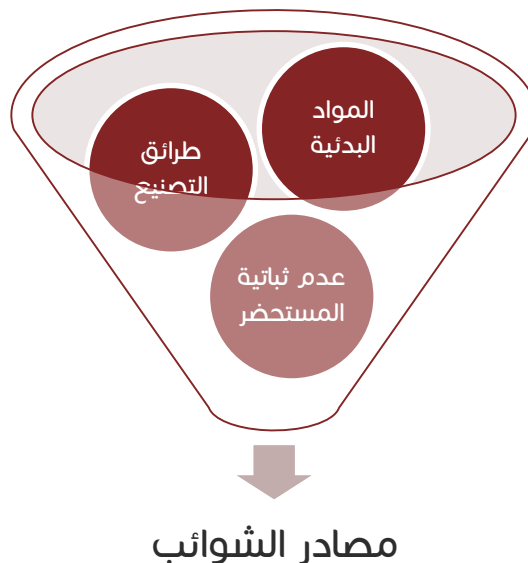 المواد
البدئية
طرائق
التصنيع
عدم ثباتية
المستحضر
مصادر الشوائب